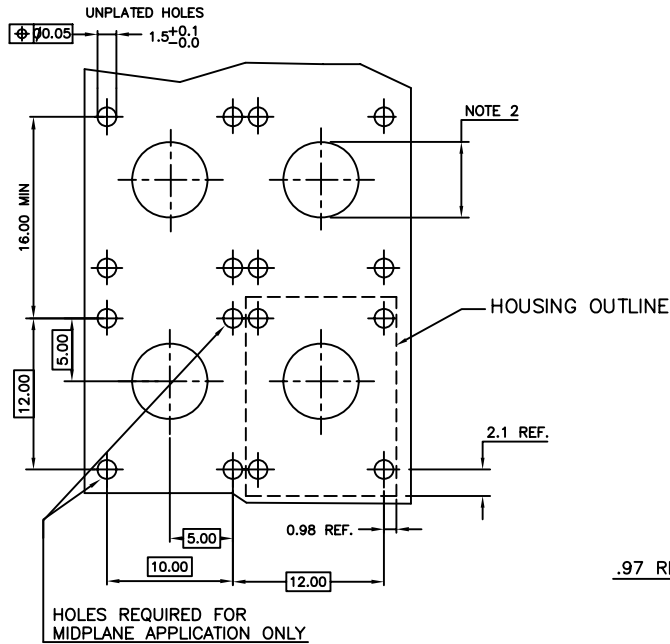 UNPLATED HOLES
⌖ Ø0.05
1.5 +0.1 -0.0
NOTE 2
16.00 MIN
HOUSING OUTLINE
5.00
12.00
2.1 REF.
0.98 REF.
5.00
10.00
12.00
.97 RE
HOLES REQUIRED FOR
MIDPLANE APPLICATION ONLY